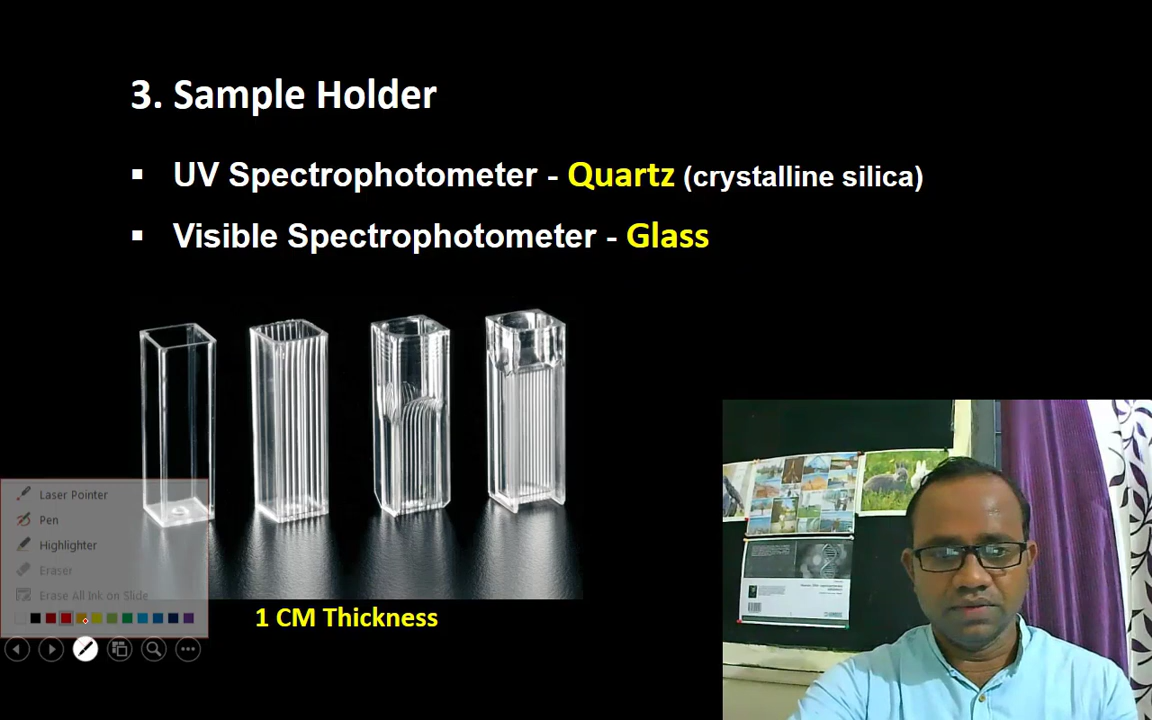 3. Sample Holder
▪ UV Spectrophotometer - Quartz (crystalline silica)
▪ Visible Spectrophotometer - Glass
Laser Pointer
Pen
Highlighter
Eraser
Erase All Ink on Slide
1 CM Thickness